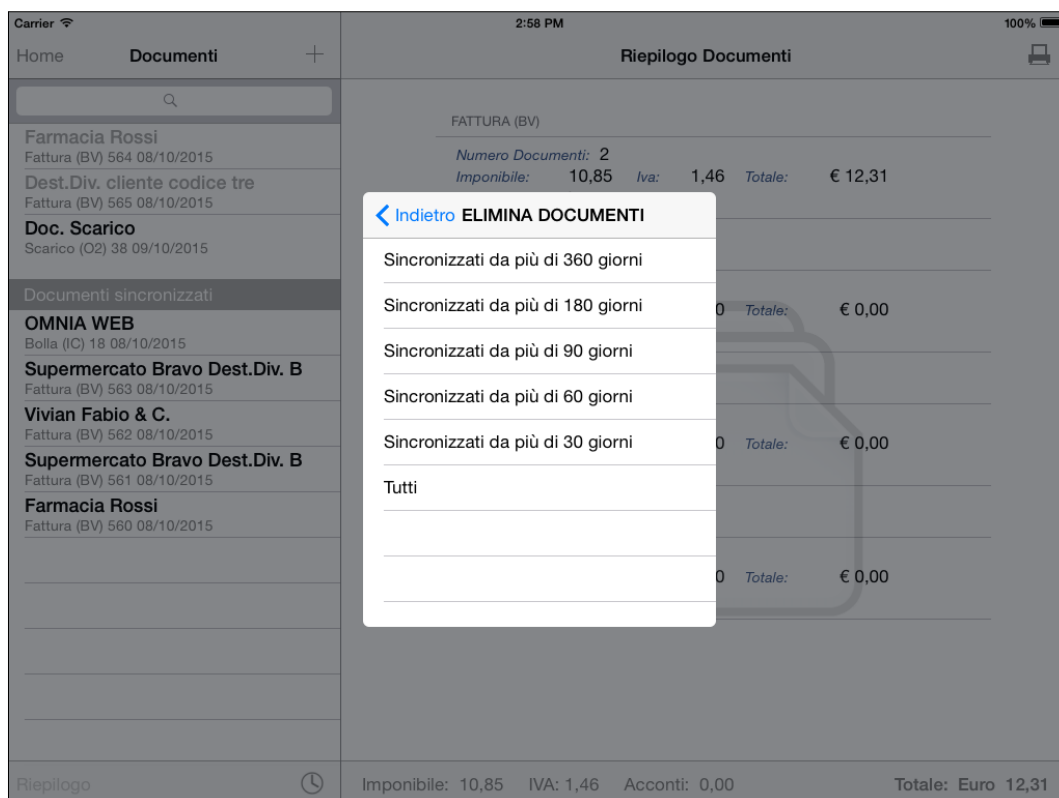 Carrier 2:58 PM 100%
Home Documenti Riepilogo Documenti
Farmacia Rossi
Fattura (BV) 564 08/10/2015
Dest.Div. cliente codice tre
Fattura (BV) 565 08/10/2015
Doc. Scarico
Scarico (O2) 38 09/10/2015
Documenti sincronizzati
OMNIA WEB
Bolla (IC) 18 08/10/2015
Supermercato Bravo Dest.Div. B
Fattura (BV) 563 08/10/2015
Vivian Fabio & C.
Fattura (BV) 562 08/10/2015
Supermercato Bravo Dest.Div. B
Fattura (BV) 561 08/10/2015
Farmacia Rossi
Fattura (BV) 560 08/10/2015
Riepilogo
FATTURA (BV)
Numero Documenti: 2
Imponibile: 10,85 Iva: 1,46 Totale: € 12,31
0 Totale: € 0,00
0 Totale: € 0,00
0 Totale: € 0,00
Indietro ELIMINA DOCUMENTI
Sincronizzati da più di 360 giorni
Sincronizzati da più di 180 giorni
Sincronizzati da più di 90 giorni
Sincronizzati da più di 60 giorni
Sincronizzati da più di 30 giorni
Tutti
Imponibile: 10,85 IVA: 1,46 Acconti: 0,00 Totale: Euro 12,31